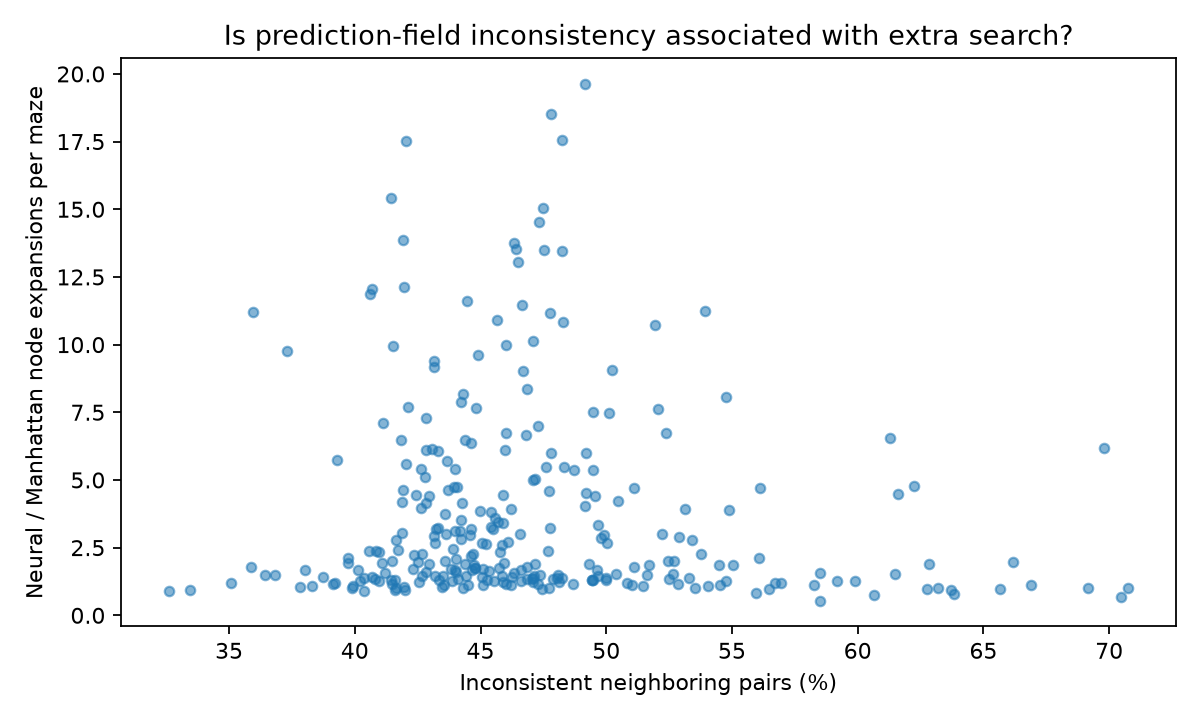 Is prediction-field inconsistency associated with extra search?
Neural / Manhattan node expansions per maze
20.0
17.5
15.0
12.5
10.0
7.5
5.0
2.5
0.0
35 40 45 50 55 60 65 70
Inconsistent neighboring pairs (%)